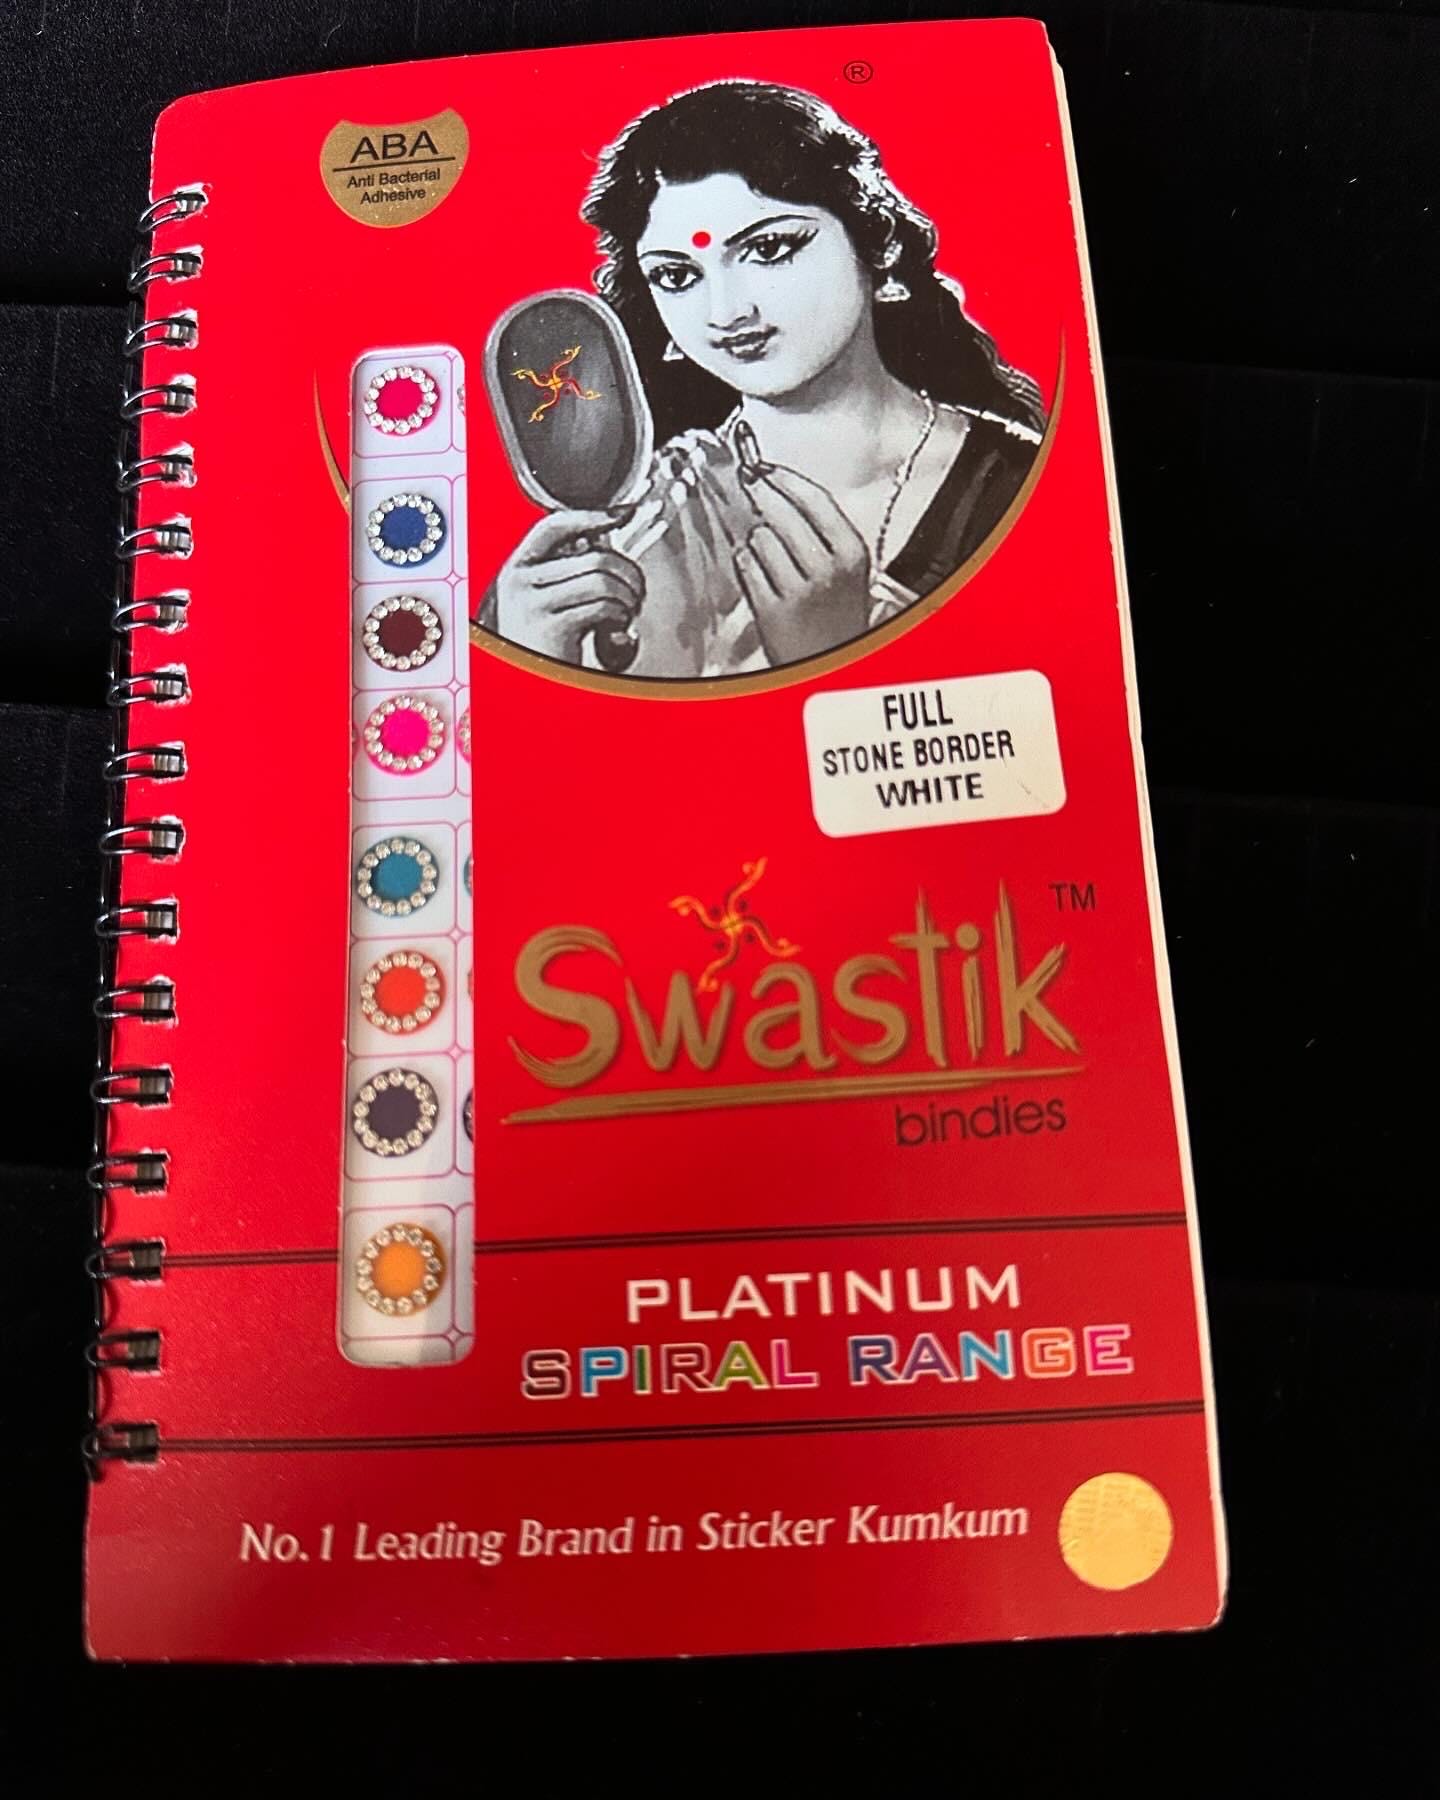 ®
ABA
Anti Bacterial
Adhesive
FULL
STONE BORDER
WHITE
Swastik TM
bindies
PLATINUM
SPIRAL RANGE
No. 1 Leading Brand in Sticker Kumkum